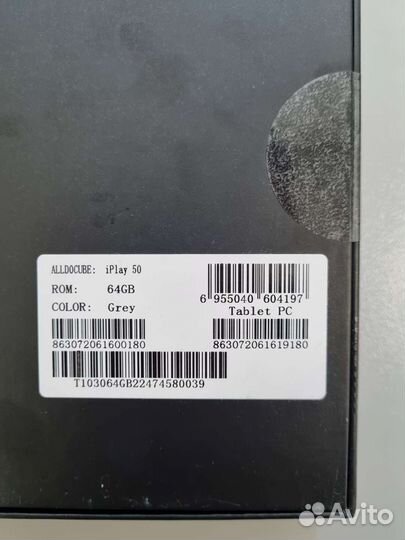 ALLDOCUBE: iPlay 50
ROM: 64GB
COLOR: Grey
6 955040 604197
Tablet PC
863072061600180
863072061619180
T103064GB22474580039
Avito